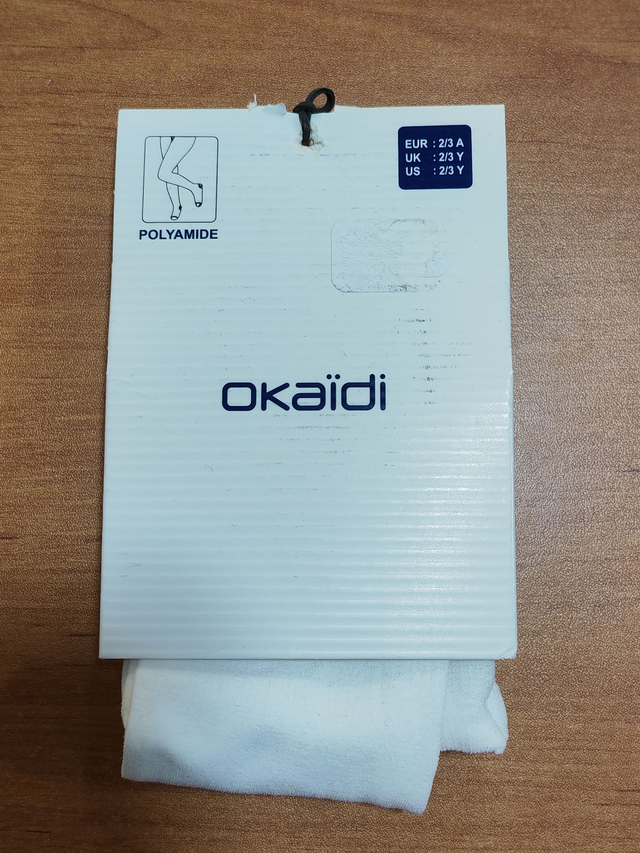 EUR : 2/3 A
UK : 2/3 Y
US : 2/3 Y
POLYAMIDE
okaïdi